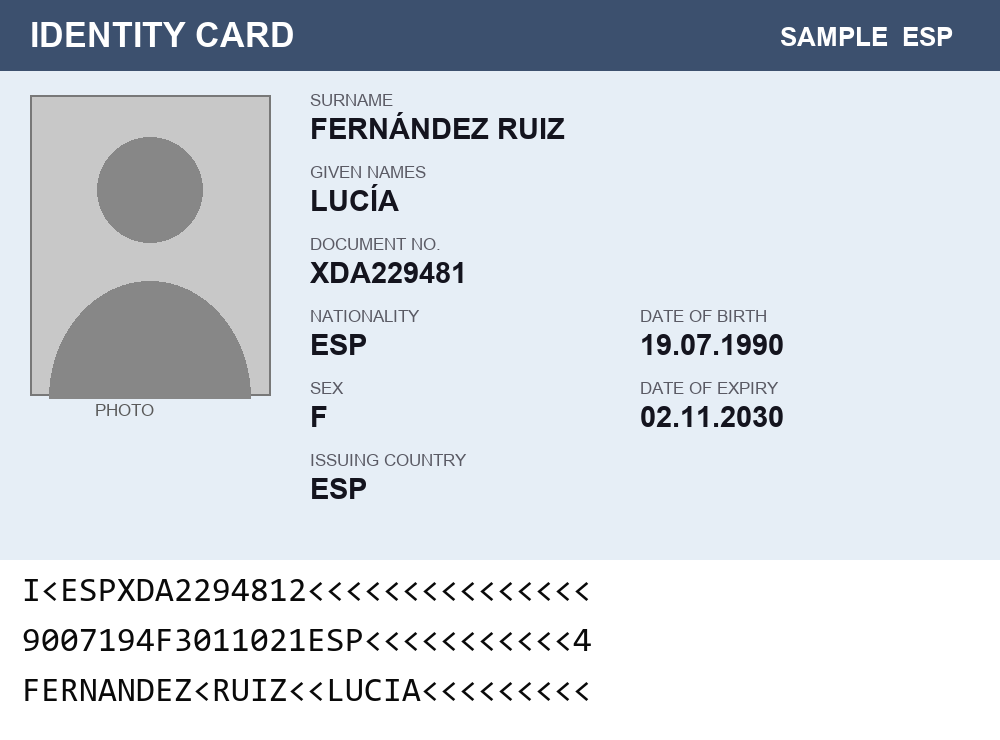 IDENTITY CARD
SAMPLE ESP
SURNAME
FERNÁNDEZ RUIZ
GIVEN NAMES
LUCÍA
DOCUMENT NO.
XDA229481
NATIONALITY
ESP
DATE OF BIRTH
19.07.1990
SEX
F
DATE OF EXPIRY
02.11.2030
ISSUING COUNTRY
ESP
PHOTO
I<ESPXDA2294812<<<<<<<<<<<<<<<
9007194F3011021ESP<<<<<<<<<<<4
FERNANDEZ<RUIZ<<LUCIA<<<<<<<<<